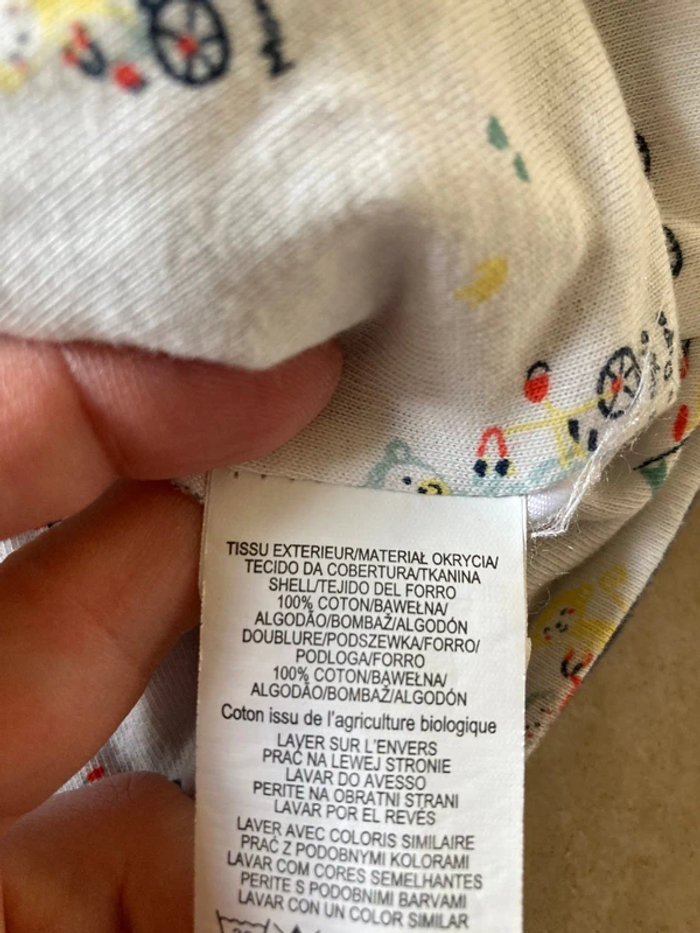 TISSU EXTERIEUR/MATERIAŁ OKRYCIA/
TECIDO DA COBERTURA/TKANINA
SHELL/TEJIDO DEL FORRO
100% COTON/BAWEŁNA/
ALGODÃO/BOMBAŽ/ALGODÓN
DOUBLURE/PODSZEWKA/FORRO/
PODLOGA/FORRO
100% COTON/BAWEŁNA/
ALGODÃO/BOMBAŽ/ALGODÓN
Coton issu de l'agriculture biologique
LAVER SUR L'ENVERS
PRAĆ NA LEWEJ STRONIE
LAVAR DO AVESSO
PERITE NA OBRATNI STRANI
LAVAR POR EL REVÉS
LAVER AVEC COLORIS SIMILAIRE
PRAĆ Z PODOBNYMI KOLORAMI
LAVAR COM CORES SEMELHANTES
PERITE S PODOBNIMI BARVAMI
LAVAR CON UN COLOR SIMILAR